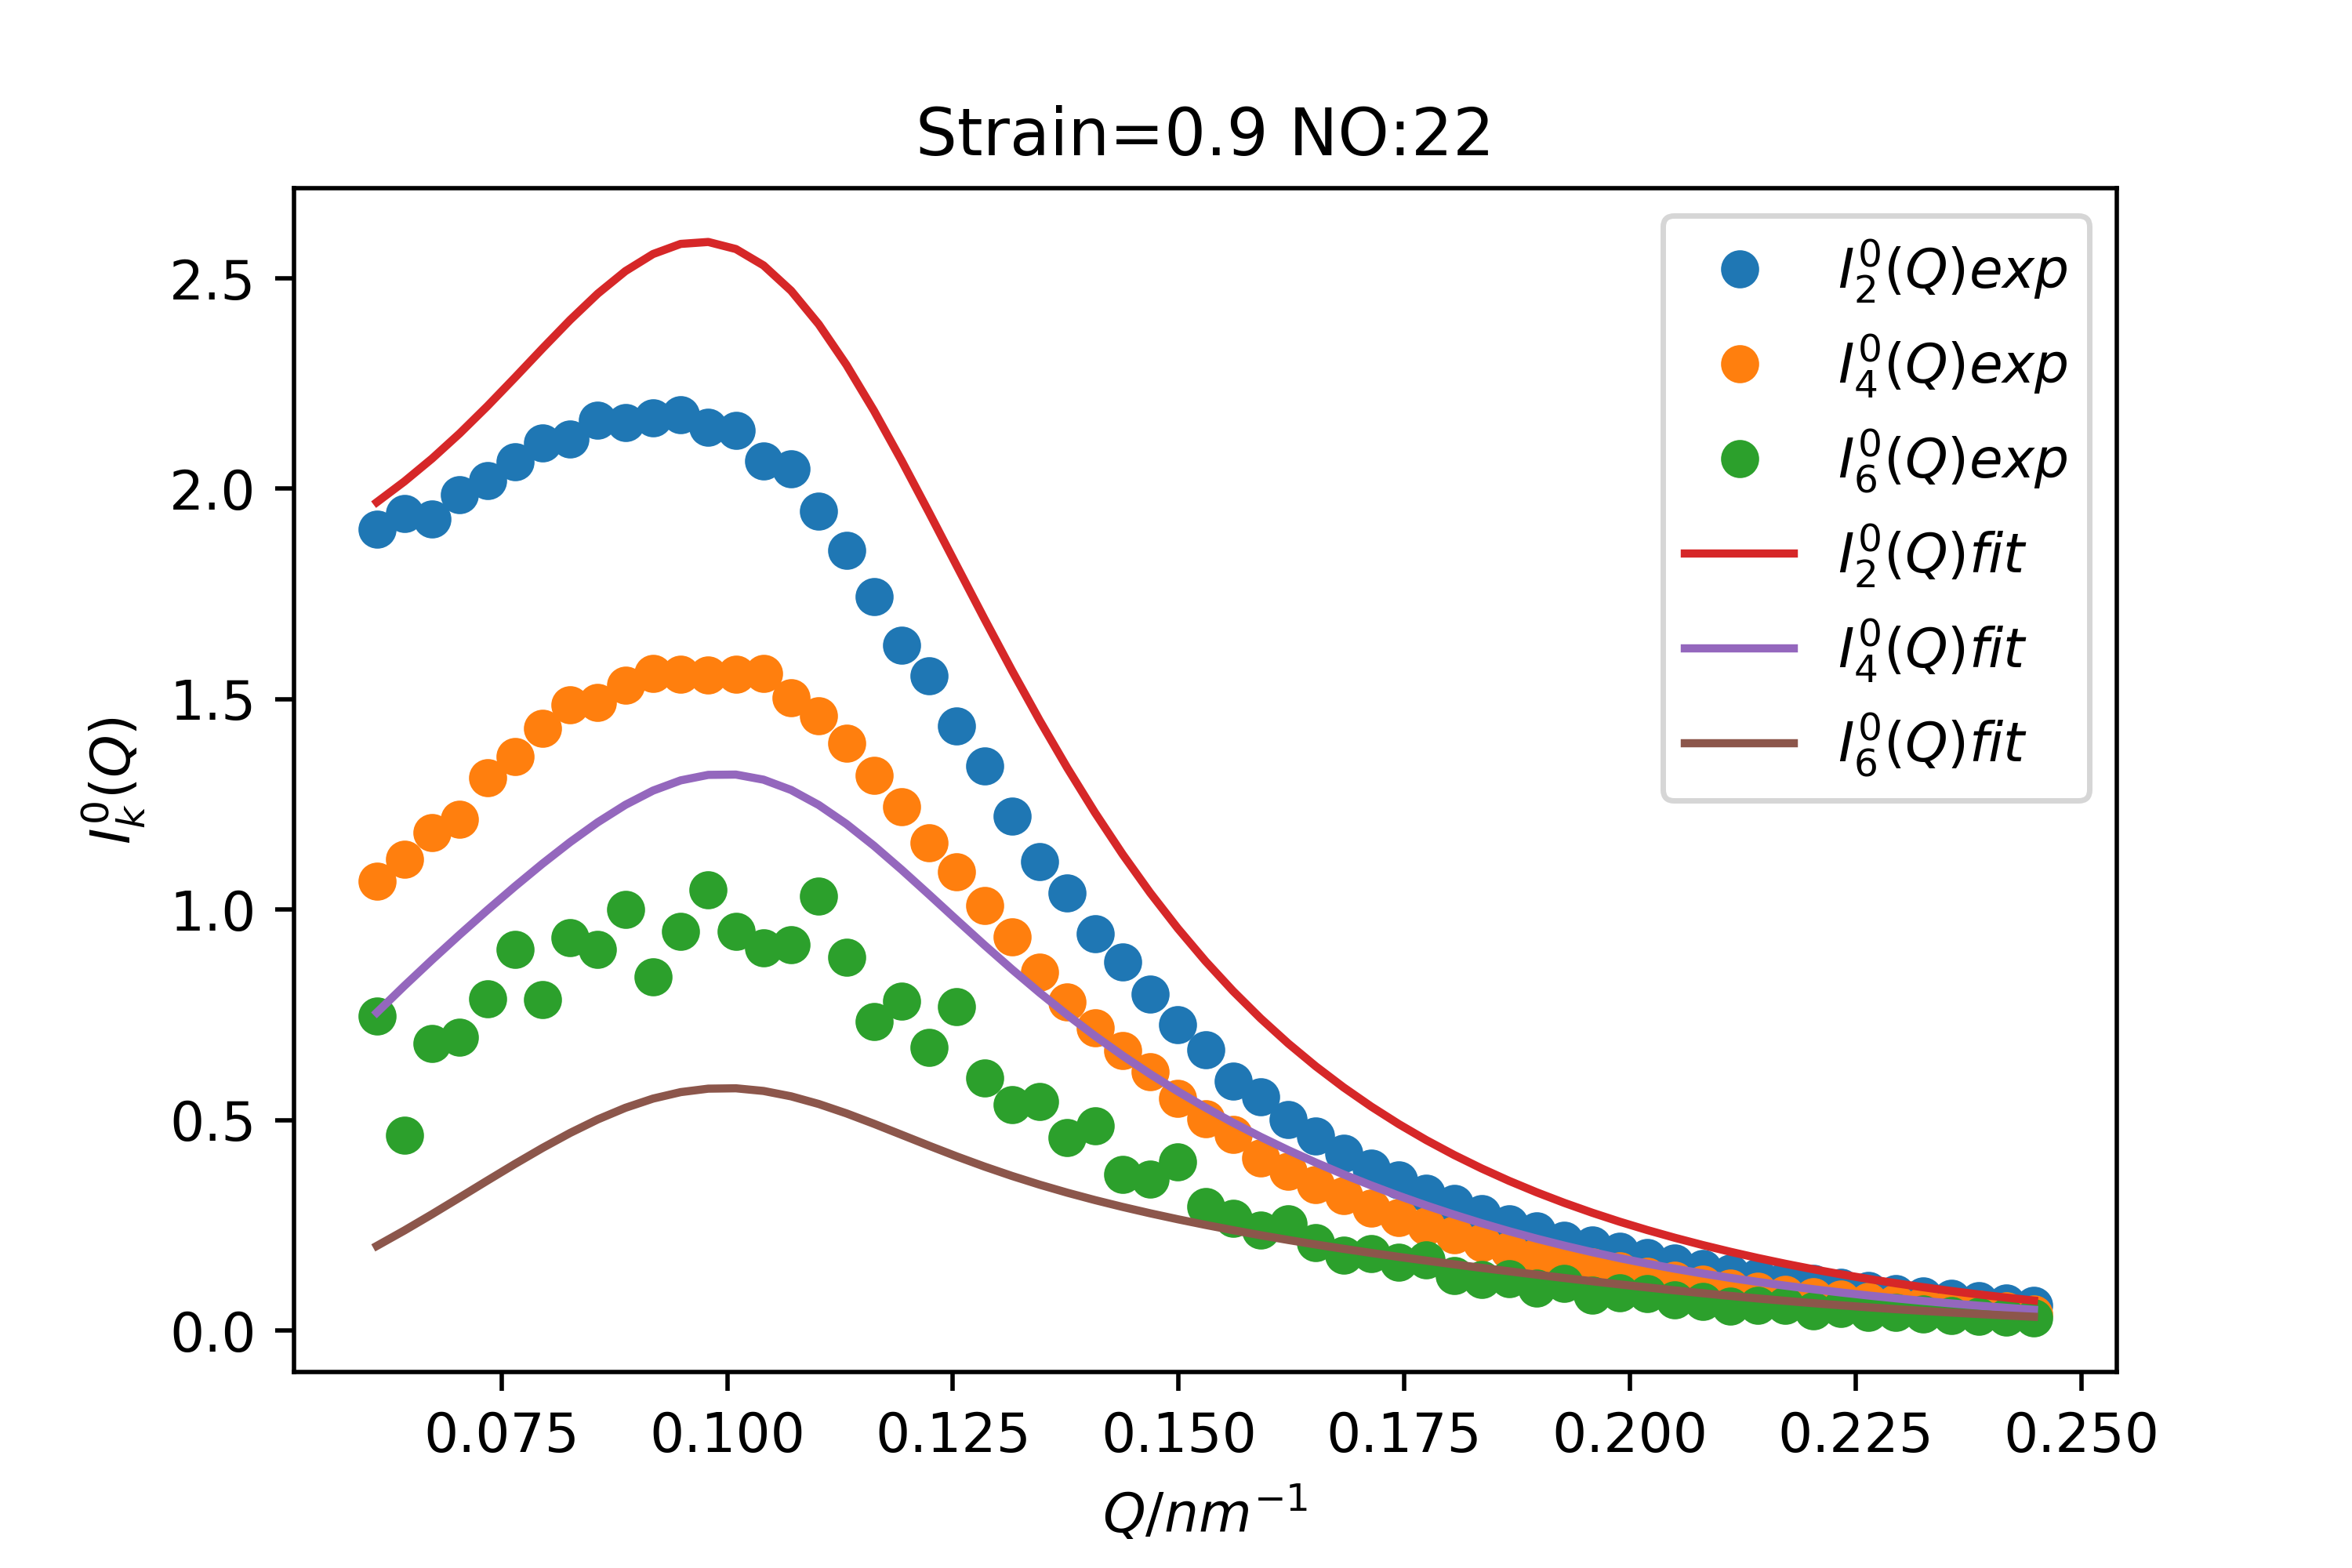 Strain=0.9 NO:22
2.5
2.0
1.5
1.0
0.5
0.0
I_k^0(Q)
I_2^0(Q)exp
I_4^0(Q)exp
I_6^0(Q)exp
I_2^0(Q)fit
I_4^0(Q)fit
I_6^0(Q)fit
0.075 0.100 0.125 0.150 0.175 0.200 0.225 0.250
Q/nm^{-1}